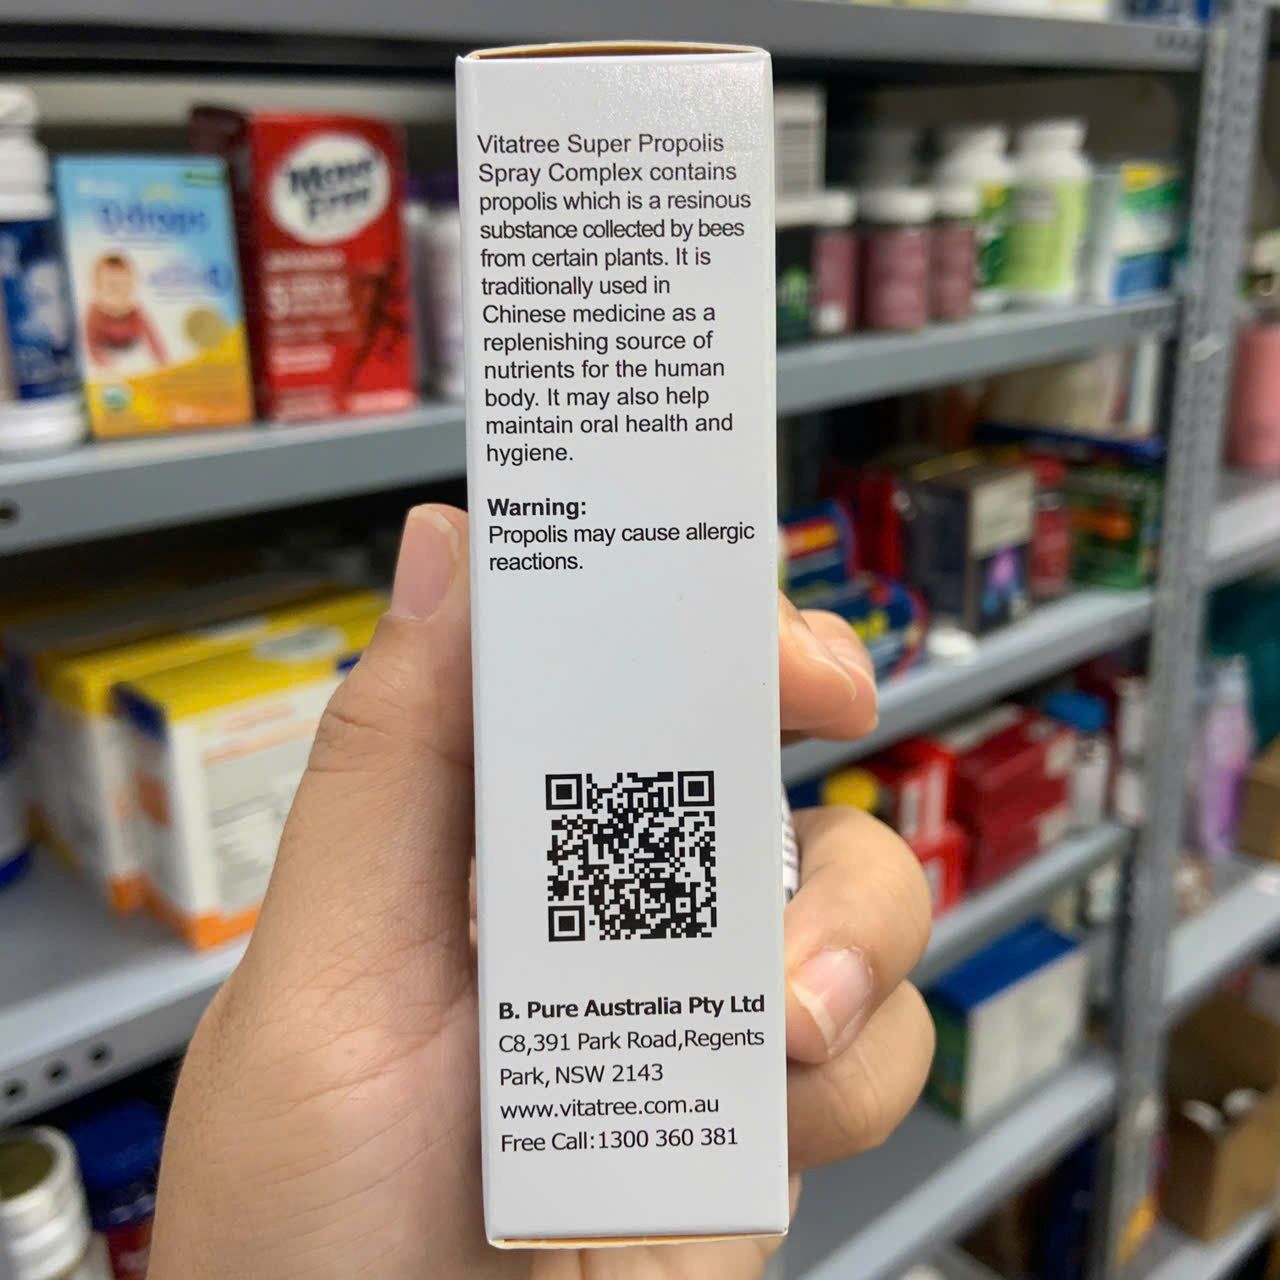 Vitatree Super Propolis
Spray Complex contains
propolis which is a resinous
substance collected by bees
from certain plants. It is
traditionally used in
Chinese medicine as a
replenishing source of
nutrients for the human
body. It may also help
maintain oral health and
hygiene.
Warning:
Propolis may cause allergic
reactions.
B. Pure Australia Pty Ltd
C8,391 Park Road,Regents
Park, NSW 2143
www.vitatree.com.au
Free Call:1300 360 381
Ddrops
Move
Free